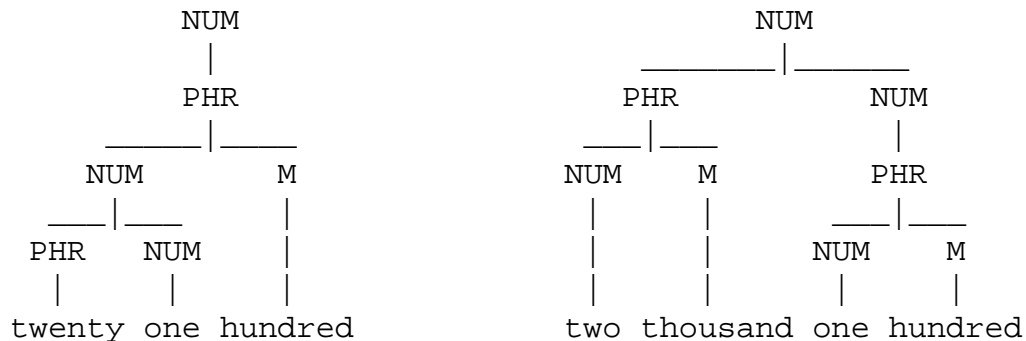 NUM NUM
PHR PHR NUM
NUM M NUM M PHR
PHR NUM NUM M
twenty one hundred two thousand one hundred